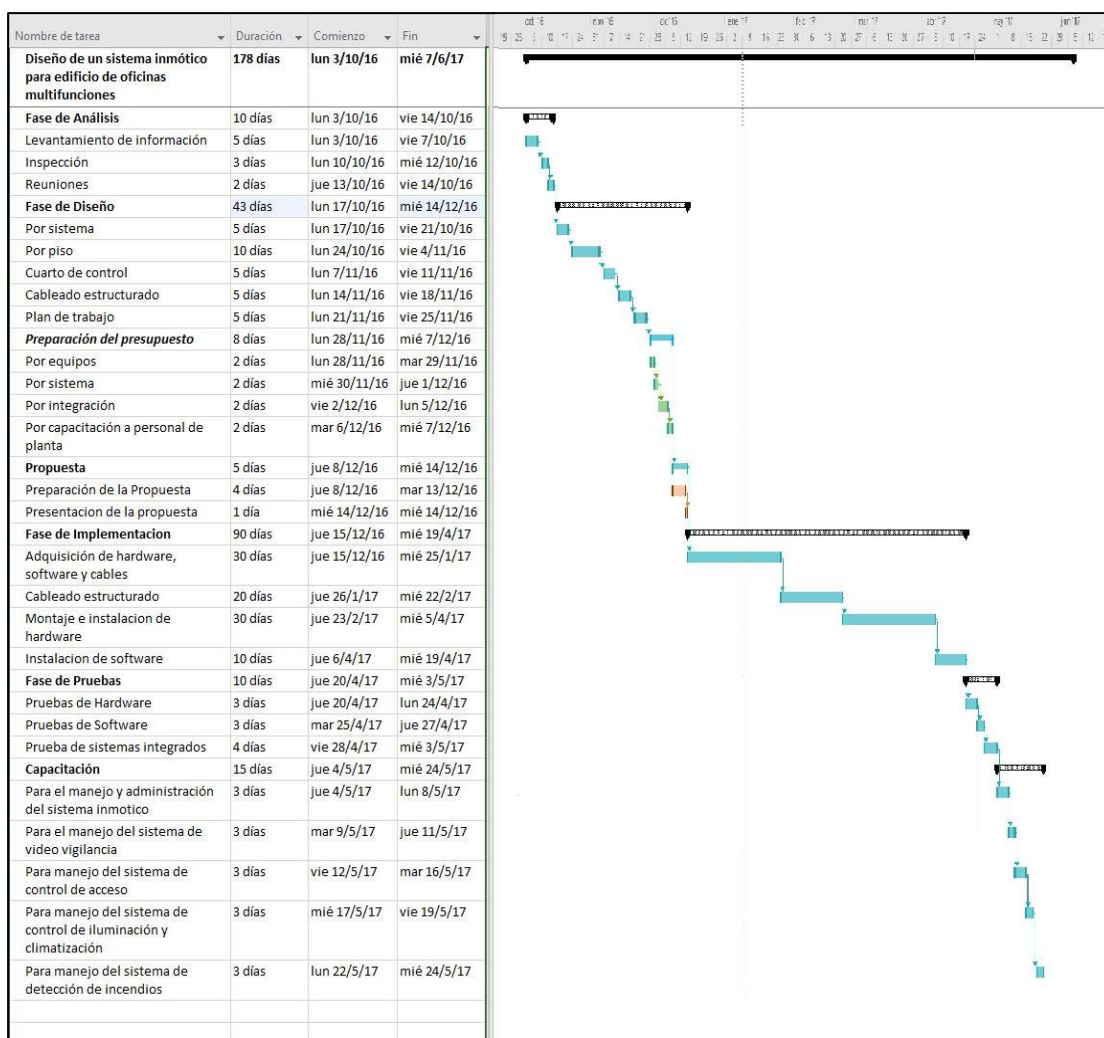 oct '16 nov '16 dic '16 ene '17 feb '17 mar '17 abr '17 may '17 jun '17
Nombre de tarea Duración Comienzo Fin
Diseño de un sistema inmótico 178 días lun 3/10/16 mié 7/6/17
para edificio de oficinas
multifunciones
Fase de Análisis 10 días lun 3/10/16 vie 14/10/16
Levantamiento de información 5 días lun 3/10/16 vie 7/10/16
Inspección 3 días lun 10/10/16 mié 12/10/16
Reuniones 2 días jue 13/10/16 vie 14/10/16
Fase de Diseño 43 días lun 17/10/16 mié 14/12/16
Por sistema 5 días lun 17/10/16 vie 21/10/16
Por piso 10 días lun 24/10/16 vie 4/11/16
Cuarto de control 5 días lun 7/11/16 vie 11/11/16
Cableado estructurado 5 días lun 14/11/16 vie 18/11/16
Plan de trabajo 5 días lun 21/11/16 vie 25/11/16
Preparación del presupuesto 8 días lun 28/11/16 mié 7/12/16
Por equipos 2 días lun 28/11/16 mar 29/11/16
Por sistema 2 días mié 30/11/16 jue 1/12/16
Por integración 2 días vie 2/12/16 lun 5/12/16
Por capacitación a personal de 2 días mar 6/12/16 mié 7/12/16
planta
Propuesta 5 días jue 8/12/16 mié 14/12/16
Preparación de la Propuesta 4 días jue 8/12/16 mar 13/12/16
Presentacion de la propuesta 1 día mié 14/12/16 mié 14/12/16
Fase de Implementacion 90 días jue 15/12/16 mié 19/4/17
Adquisición de hardware, 30 días jue 15/12/16 mié 25/1/17
software y cables
Cableado estructurado 20 días jue 26/1/17 mié 22/2/17
Montaje e instalacion de 30 días jue 23/2/17 mié 5/4/17
hardware
Instalacion de software 10 días jue 6/4/17 mié 19/4/17
Fase de Pruebas 10 días jue 20/4/17 mié 3/5/17
Pruebas de Hardware 3 días jue 20/4/17 lun 24/4/17
Pruebas de Software 3 días mar 25/4/17 jue 27/4/17
Prueba de sistemas integrados 4 días vie 28/4/17 mié 3/5/17
Capacitación 15 días jue 4/5/17 mié 24/5/17
Para el manejo y administración 3 días jue 4/5/17 lun 8/5/17
del sistema inmotico
Para el manejo del sistema de 3 días mar 9/5/17 jue 11/5/17
video vigilancia
Para manejo del sistema de 3 días vie 12/5/17 mar 16/5/17
control de acceso
Para manejo del sistema de 3 días mié 17/5/17 vie 19/5/17
control de iluminación y
climatización
Para manejo del sistema de 3 días lun 22/5/17 mié 24/5/17
detección de incendios